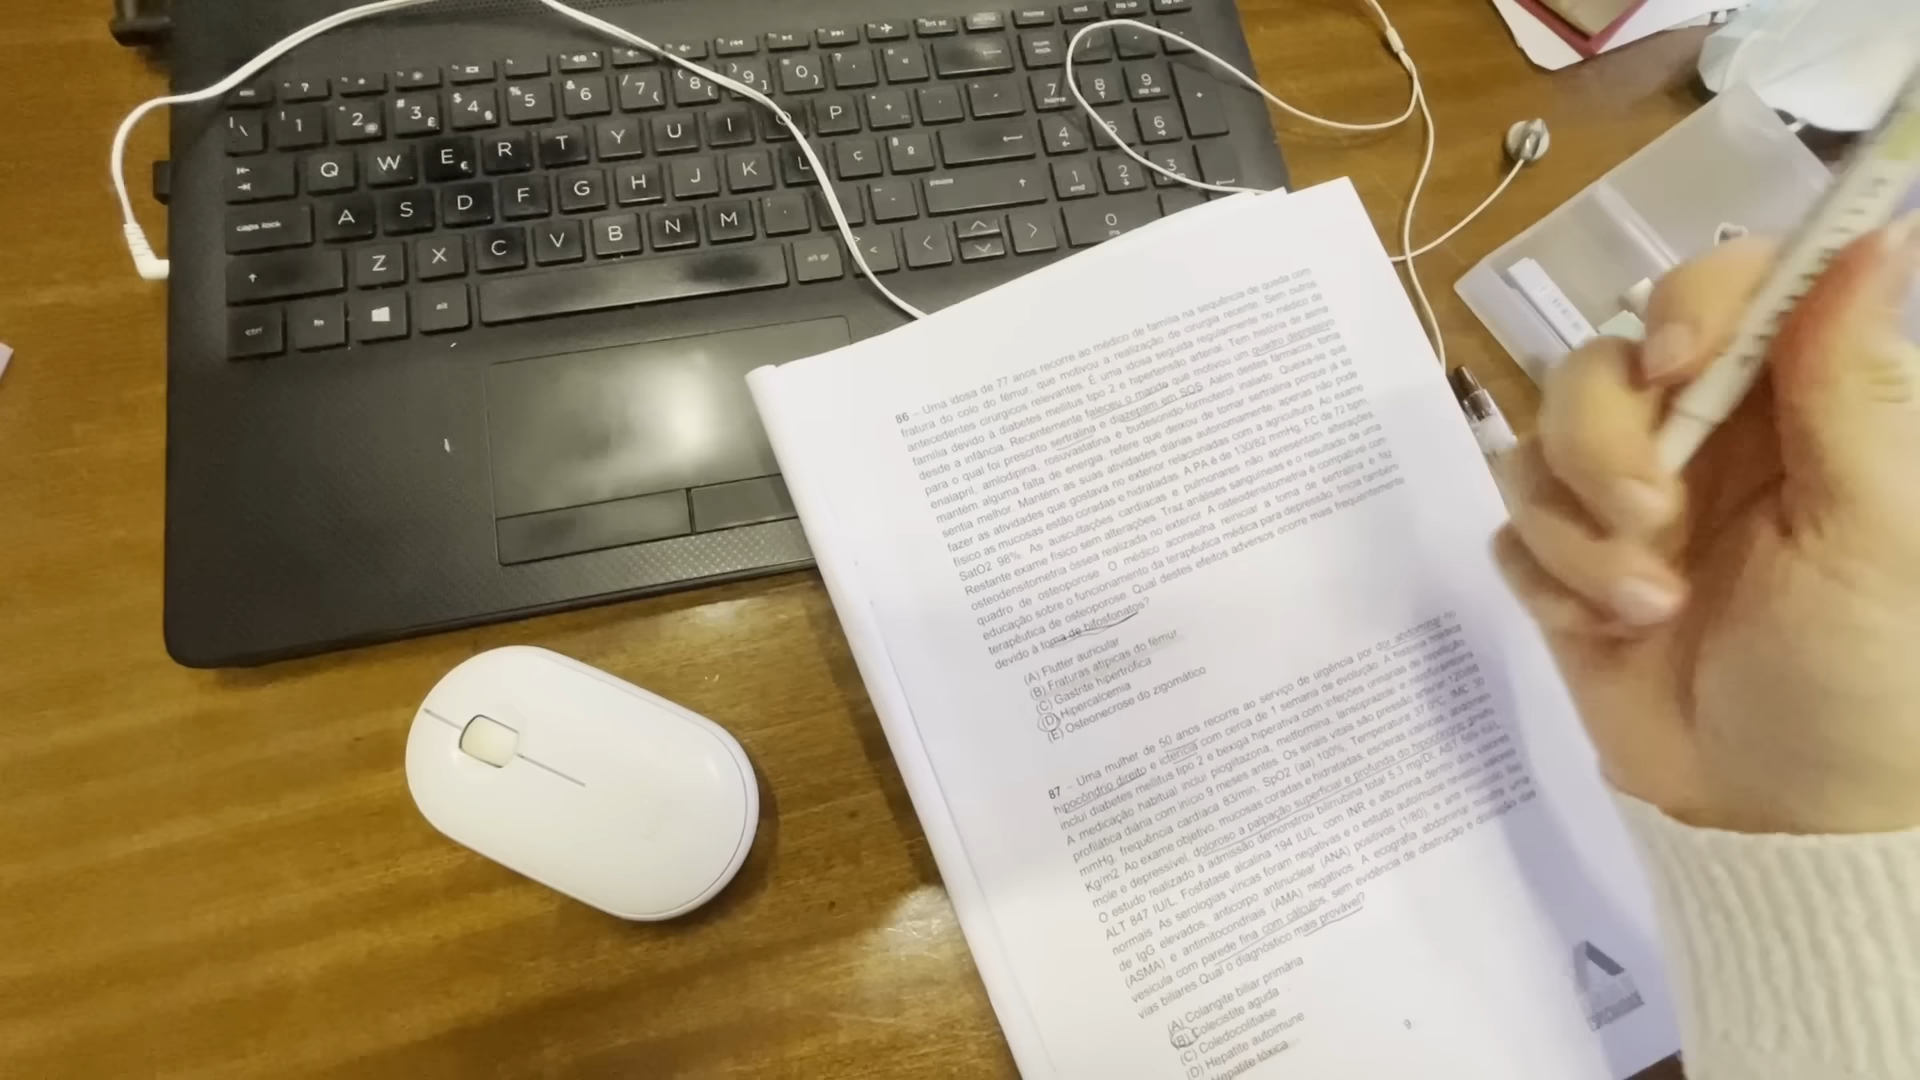 Q W E R T Y U I O P
caps lock A S D F G H J K L Ç
Z X C V B N M
ctrl fn alt alt gr
86 – Uma idosa de 77 anos recorre ao médico de família na sequência de queda com
fratura do colo do fémur, que motivou a realização de cirurgia recente. Sem outros
antecedentes cirúrgicos relevantes. É uma idosa seguida regularmente no médico de
família devido à diabetes mellitus tipo 2 e hipertensão arterial. Tem história de asma
desde a infância. Recentemente faleceu o marido que motivou um quadro depressivo
para o qual foi prescrito sertralina e diazepam em SOS. Além destes fármacos, toma
enalapril, amlodipina, rosuvastatina e budesonido-formoterol inalado. Queixa-se que
mantém alguma falta de energia, refere que deixou de tomar sertralina porque já se
sentia melhor. Mantém as suas atividades diárias autonomamente, apenas não pode
fazer as atividades que gostava no exterior relacionadas com a agricultura. Ao exame
físico as mucosas estão coradas e hidratadas. A PA é de 130/82 mmHg, FC de 72 bpm,
SatO2 98%. As auscultações cardíacas e pulmonares não apresentam alterações.
Restante exame físico sem alterações. Traz análises sanguíneas e o resultado de uma
osteodensitometria óssea realizada no exterior. A osteodensitometria é compatível com
quadro de osteoporose. O médico aconselha reiniciar a toma de sertralina e faz
educação sobre o funcionamento da terapêutica médica para depressão. Inicia também
terapêutica de osteoporose. Qual destes efeitos adversos ocorre mais frequentemente
devido à toma de bifosfonatos?
(A) Flutter auricular
(B) Fraturas atípicas do fémur
(C) Gastrite hipertrófica
(D) Hipercalcemia
(E) Osteonecrose do zigomático
87 – Uma mulher de 50 anos recorre ao serviço de urgência por dor abdominal no
hipocôndrio direito e icterícia com cerca de 1 semana de evolução. A história médica
inclui diabetes mellitus tipo 2 e bexiga hiperativa com infeções urinárias de repetição.
A medicação habitual inclui pioglitazona, metformina, lansoprazole e nitrofurantoína
profilática diária com início 9 meses antes. Os sinais vitais são pressão arterial 120/86
mmHg, frequência cardíaca 83/min, SpO2 (aa) 100%, Temperatura 37.0ºC, IMC 30
Kg/m2. Ao exame objetivo, mucosas coradas e hidratadas, escleras ictéricas, abdómen
mole e depressível, doloroso à palpação superficial e profunda do hipocôndrio direito.
O estudo realizado à admissão demonstrou bilirrubina total 5.3 mg/Dl, AST IU/L,
ALT 847 IU/L, Fosfatase alcalina 194 IU/L, com INR e albumina dentro dos valores
normais. As serologias víricas foram negativas e o estudo autoimune revelou valores
de IgG elevados, anticorpo antinuclear (ANA) positivos (1/80), e anti músculo liso
(ASMA) e antimitocondriais (AMA) negativos. A ecografia abdominal mostra uma
vesícula com parede fina com cálculos, sem evidência de obstrução e dilatação das
vias biliares. Qual o diagnóstico mais provável?
(A) Colangite biliar primária
(B) Colecistite aguda
(C) Coledocolitíase
(D) Hepatite autoimune
Hepatite tóxica
9